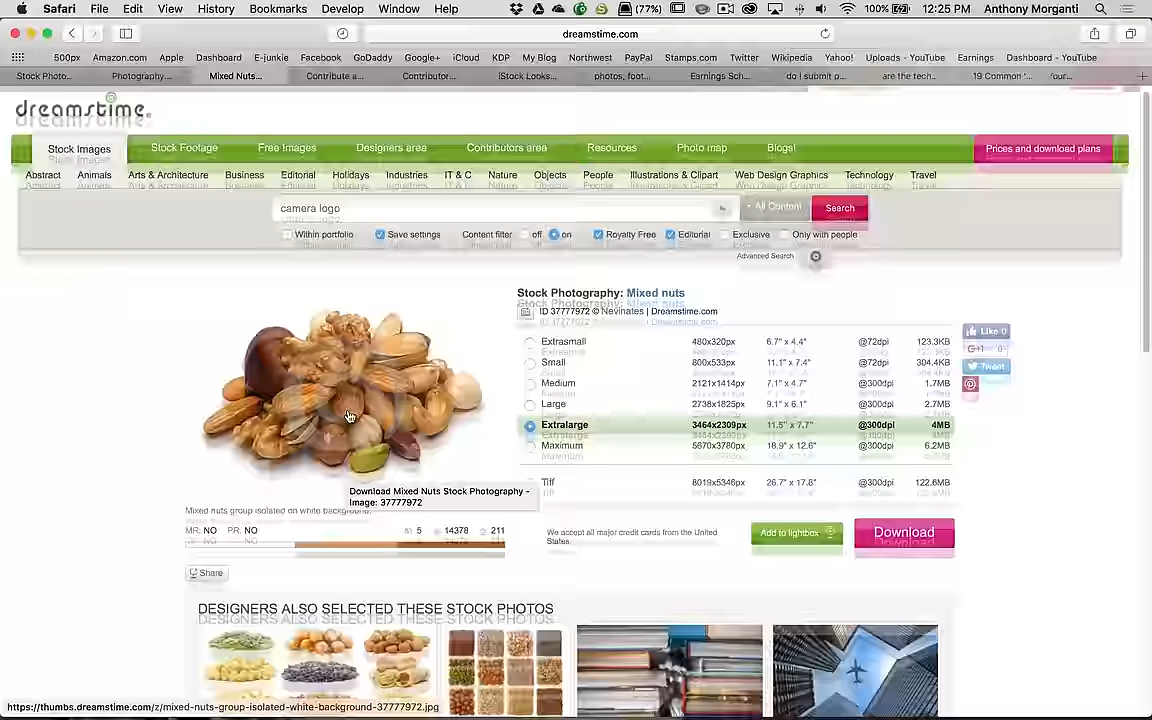 Safari File Edit View History Bookmarks Develop Window Help (77%) 100% 12:25 PM Anthony Morganti
dreamstime.com
500px Amazon.com Apple Dashboard E-junkie Facebook GoDaddy Google+ iCloud KDP My Blog Northwest PayPal Stamps.com Twitter Wikipedia Yahoo! Uploads - YouTube Earnings Dashboard - YouTube
Stock Photo... Photography... Mixed Nuts... Contribute a... Contributor... iStock Looks... photos, foot... Earnings Sch... do I submit p... are the tech... 19 Common '... Your...
dreamstime.
Stock Images Stock Footage Free Images Designers area Contributors area Resources Photo map Blogs! Prices and download plans
Abstract Animals Arts & Architecture Business Editorial Holidays Industries IT & C Nature Objects People Illustrations & Clipart Web Design Graphics Technology Travel
camera logo All Content Search
Within portfolio Save settings Content filter off on Royalty Free Editorial Exclusive Only with people
Advanced Search
Stock Photography: Mixed nuts
ID 37777972 © Nevinates | Dreamstime.com
Extrasmall 480x320px 6.7" x 4.4" @72dpi 123.3KB
Like 0
Small 800x533px 11.1" x 7.4" @72dpi 304.4KB
G+1 0
Tweet
Medium 2121x1414px 7.1" x 4.7" @300dpi 1.7MB
Large 2738x1825px 9.1" x 6.1" @300dpi 2.7MB
Extralarge 3464x2309px 11.5" x 7.7" @300dpi 4MB
Maximum 5670x3780px 18.9" x 12.6" @300dpi 6.2MB
Tiff 8019x5346px 26.7" x 17.8" @300dpi 122.6MB
Download Mixed Nuts Stock Photography -
Image: 37777972
Mixed nuts group isolated on white background.
MR: NO PR: NO 5 14378 211
We accept all major credit cards from the United
States.
Add to lightbox Download
Share
DESIGNERS ALSO SELECTED THESE STOCK PHOTOS
https://thumbs.dreamstime.com/z/mixed-nuts-group-isolated-white-background-37777972.jpg